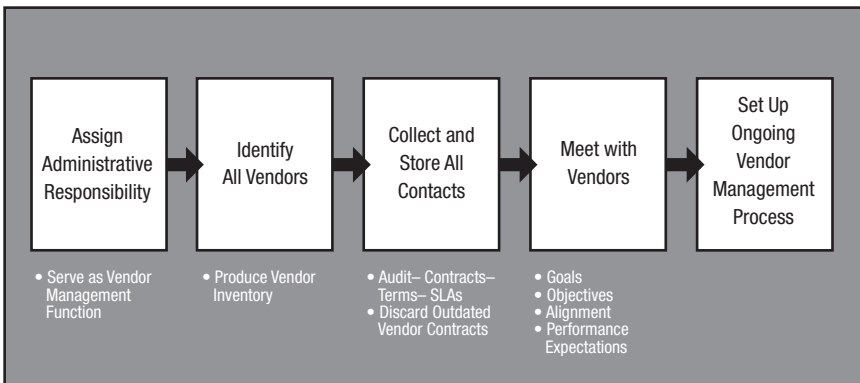 Assign
Administrative
Responsibility
Identify
All Vendors
Collect and
Store All
Contacts
Meet with
Vendors
Set Up
Ongoing
Vendor
Management
Process
• Serve as Vendor
Management
Function
• Produce Vendor
Inventory
• Audit– Contracts–
Terms– SLAs
• Discard Outdated
Vendor Contracts
• Goals
• Objectives
• Alignment
• Performance
Expectations